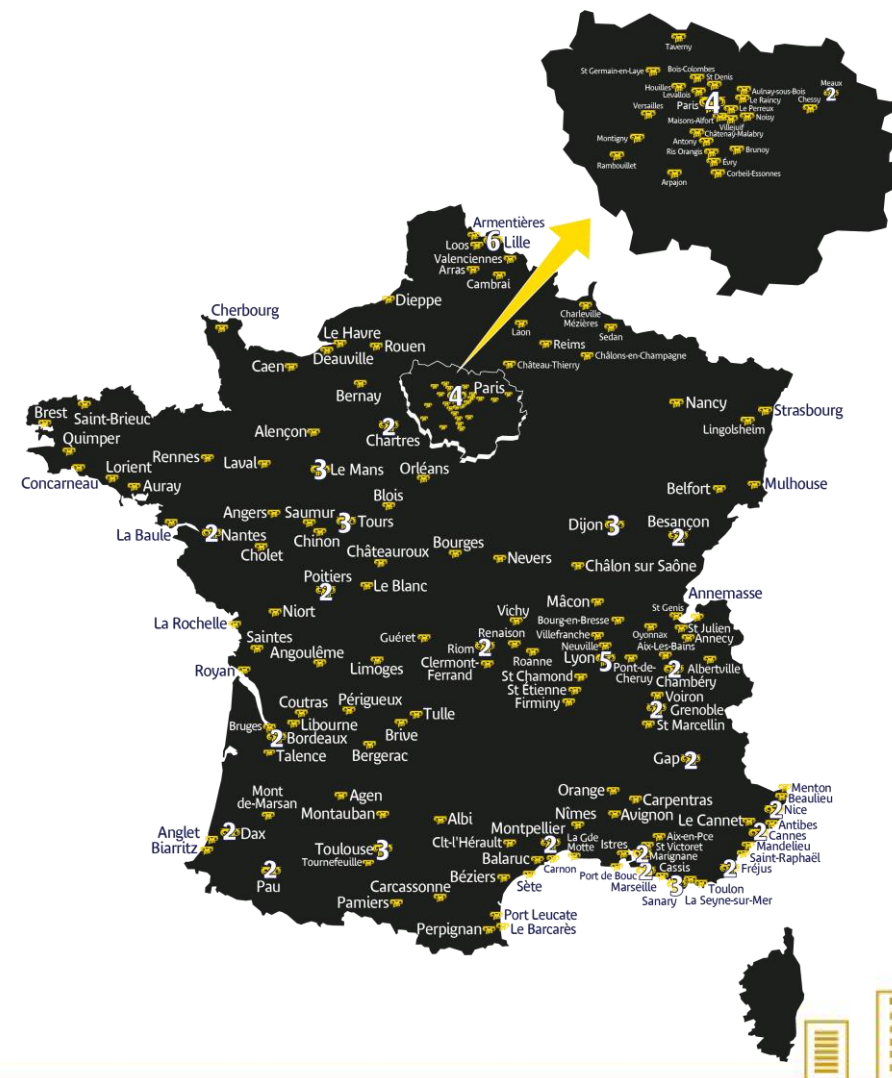 Taverny
St Germain-en-Laye
Bois-Colombes
St Denis
Houilles
Levallois
Aulnay-sous-Bois
Le Raincy
Meaux
2
Chessy
Versailles
Paris
4
Le Perreux
Noisy
Maisons-Alfort
Villejuif
Châtenay-Malabry
Montigny
Antony
Ris Orangis
Brunoy
Rambouillet
Évry
Arpajon
Corbeil-Essonnes
Armentières
Loos
6
Lille
Valenciennes
Arras
Cambrai
Dieppe
Cherbourg
Charleville
Mézières
Sedan
Laon
Le Havre
Rouen
Reims
Deauville
Châlons-en-Champagne
Caen
Château-Thierry
Bernay
4
Paris
Nancy
Strasbourg
Lingolsheim
Brest
Saint-Brieuc
Quimper
Alençon
2
Chartres
Rennes
Laval
3
Le Mans
Orléans
Concarneau
Lorient
Auray
Belfort
Mulhouse
Blois
Angers
Saumur
3
Tours
Dijon
3
Besançon
2
La Baule
2
Nantes
Chinon
Cholet
Châteauroux
Bourges
Nevers
Châlon sur Saône
Poitiers
2
Le Blanc
Annemasse
Mâcon
St Genis
La Rochelle
Niort
Vichy
Bourg-en-Bresse
St Julien
Guéret
Renaison
Villefranche
Oyonnax
Annecy
Saintes
Riom
2
Neuville
Aix-Les-Bains
Angoulême
Limoges
Clermont-
Ferrand
Roanne
Lyon
5
Pont-de-
Cheruy
2
Chambéry
Albertville
Royan
St Chamond
St Étienne
Firminy
Voiron
2
Grenoble
St Marcellin
Coutras
Périgueux
Tulle
Bruges
Libourne
Brive
2
Bordeaux
Talence
Bergerac
Gap
2
Mont
de-Marsan
Agen
Montauban
Albi
Orange
Carpentras
Avignon
Menton
Beaulieu
2
Nice
Nîmes
Le Cannet
Antibes
2
Cannes
Anglet
Biarritz
2
Dax
Montpellier
2
La Gde
Motte
Aix-en-Pce
Mandelieu
Toulouse
3
Clt-l'Hérault
Istres
St Victoret
2
Marignane
Saint-Raphaël
Tournefeuille
Balaruc
Carnon
Port de Bouc
Cassis
2
Fréjus
2
Pau
Béziers
Sète
Marseille
2
Toulon
Carcassonne
Sanary
3
La Seyne-sur-Mer
Pamiers
Port Leucate
Perpignan
Le Barcarès